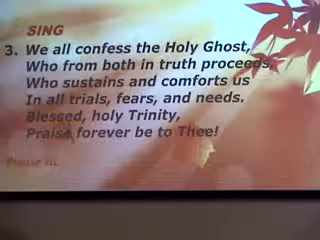 SING
3. We all confess the Holy Ghost,
Who from both in truth proceeds,
Who sustains and comforts us
In all trials, fears, and needs.
Blessed, holy Trinity,
Praise forever be to Thee!
Please